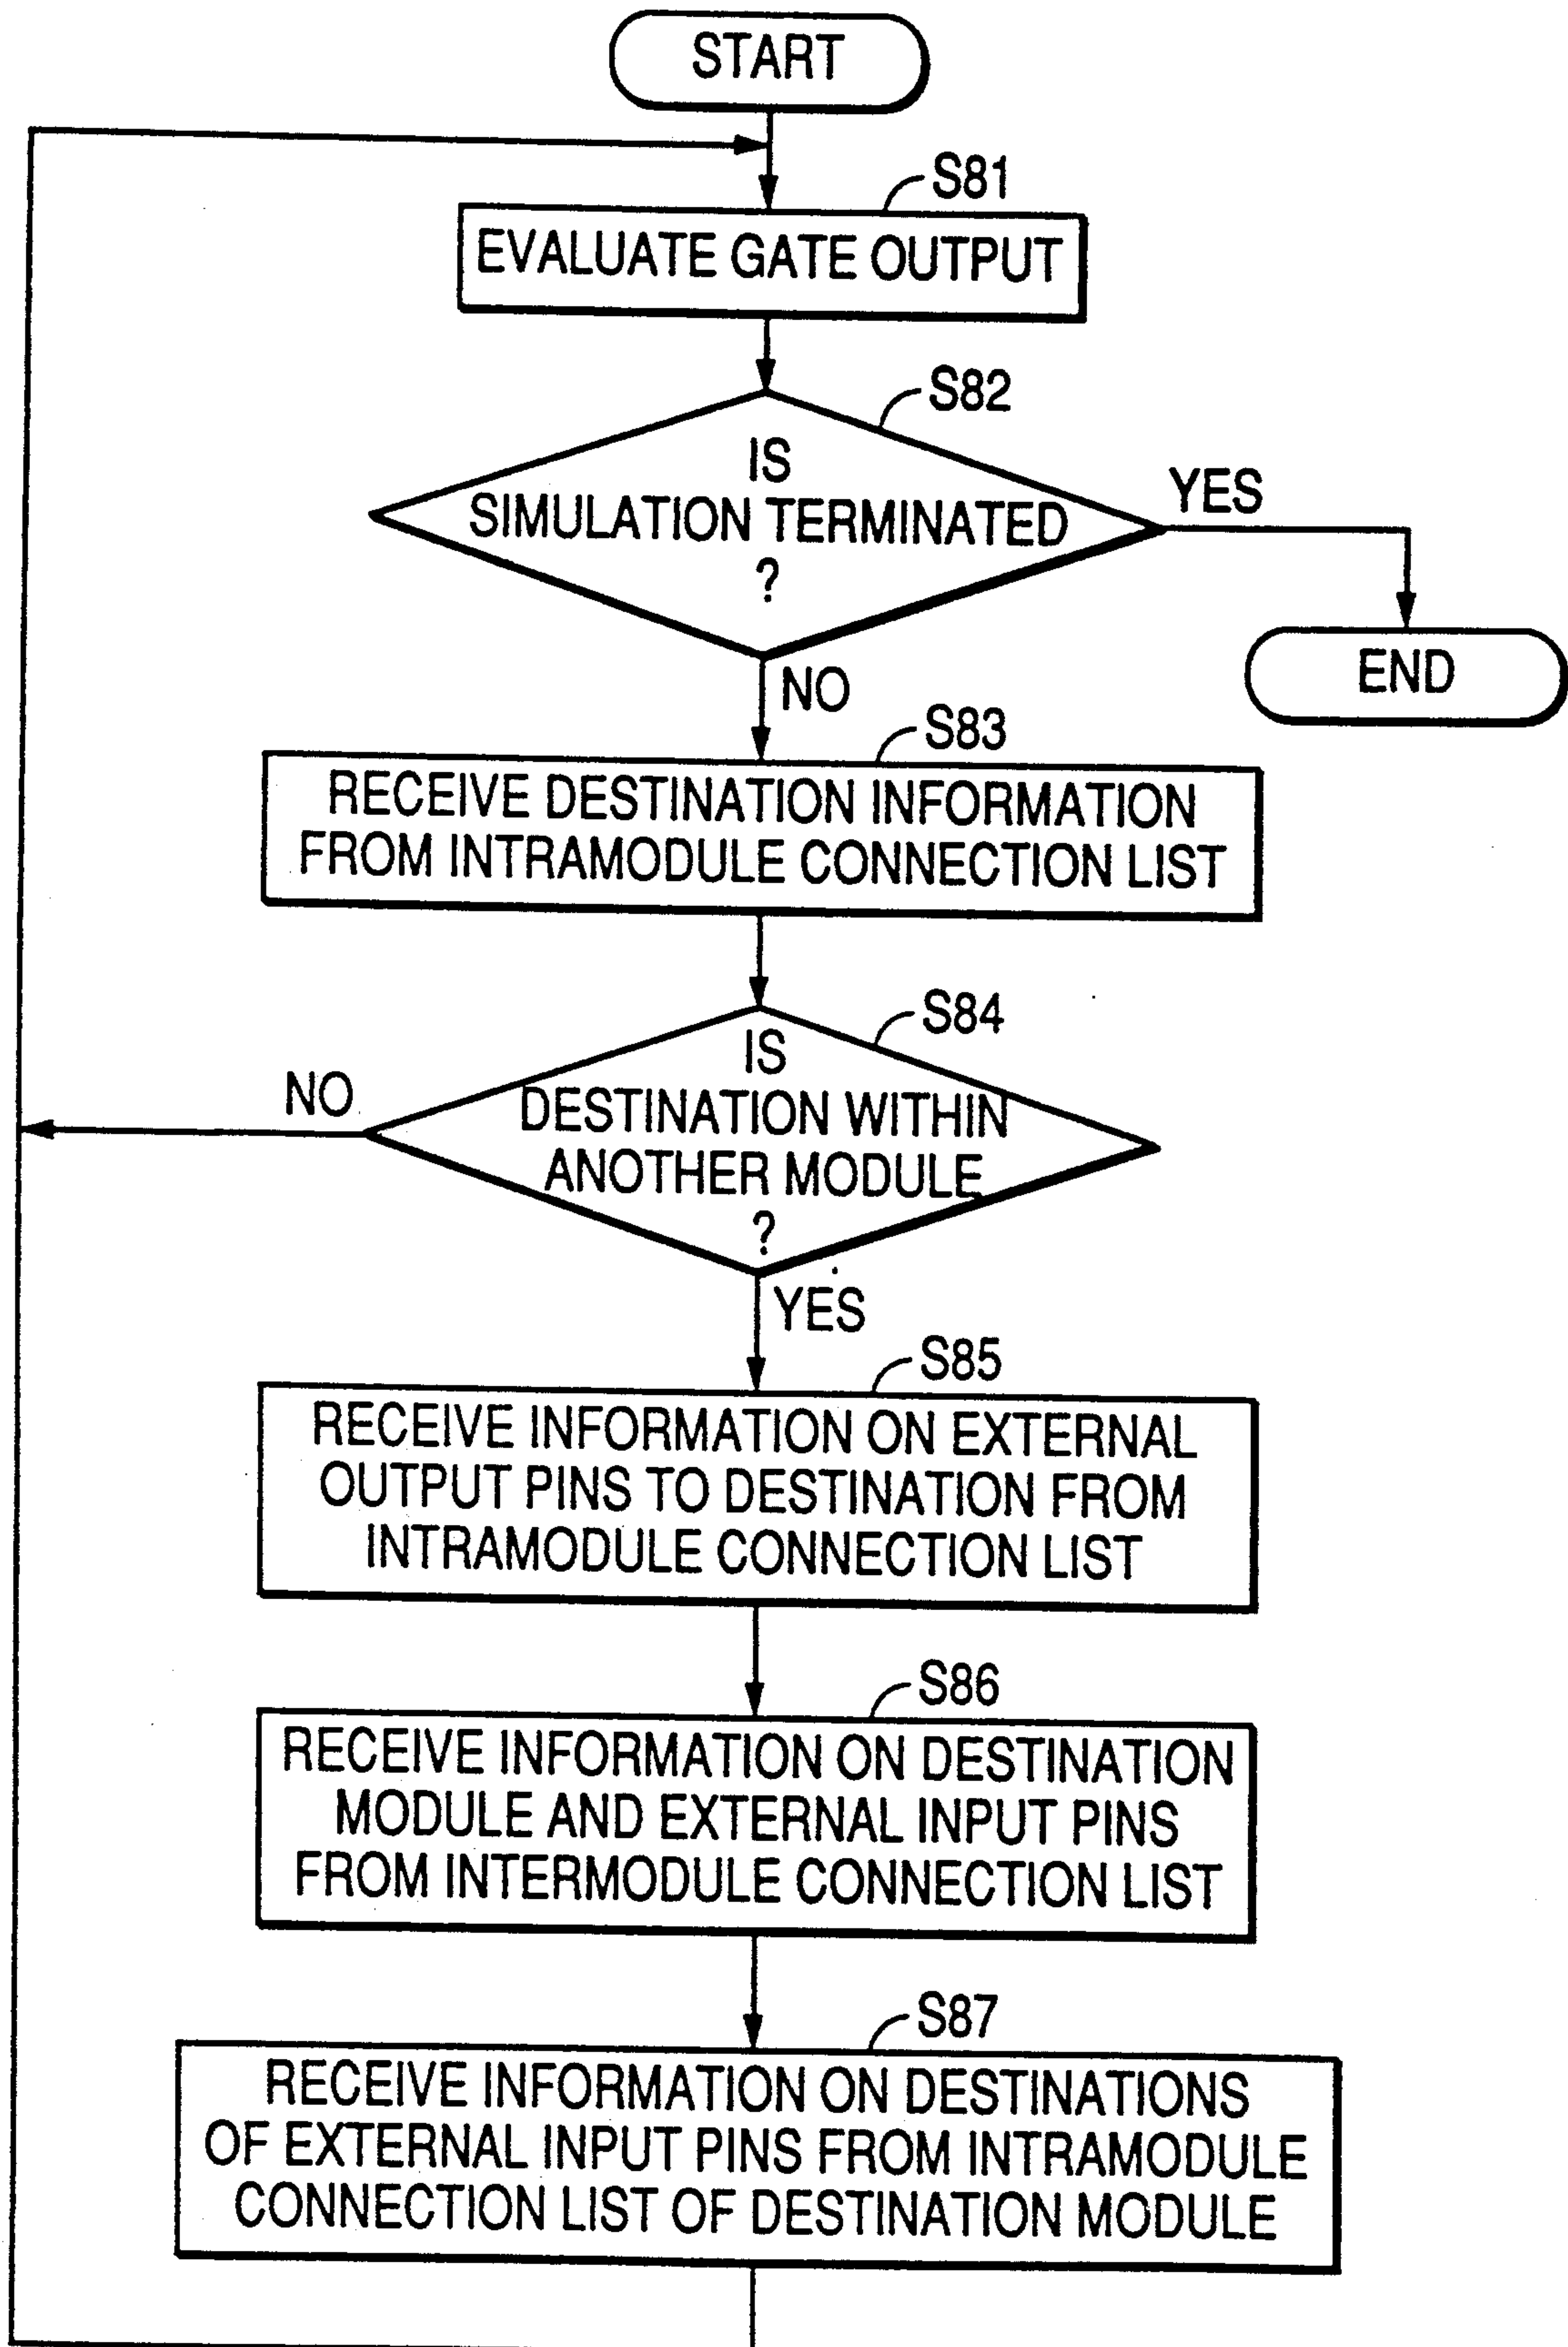 START
S81
EVALUATE GATE OUTPUT
S82
IS
SIMULATION TERMINATED
?
YES
END
NO
S83
RECEIVE DESTINATION INFORMATION
FROM INTRAMODULE CONNECTION LIST
S84
IS
DESTINATION WITHIN
ANOTHER MODULE
?
NO
YES
S85
RECEIVE INFORMATION ON EXTERNAL
OUTPUT PINS TO DESTINATION FROM
INTRAMODULE CONNECTION LIST
S86
RECEIVE INFORMATION ON DESTINATION
MODULE AND EXTERNAL INPUT PINS
FROM INTERMODULE CONNECTION LIST
S87
RECEIVE INFORMATION ON DESTINATIONS
OF EXTERNAL INPUT PINS FROM INTRAMODULE
CONNECTION LIST OF DESTINATION MODULE